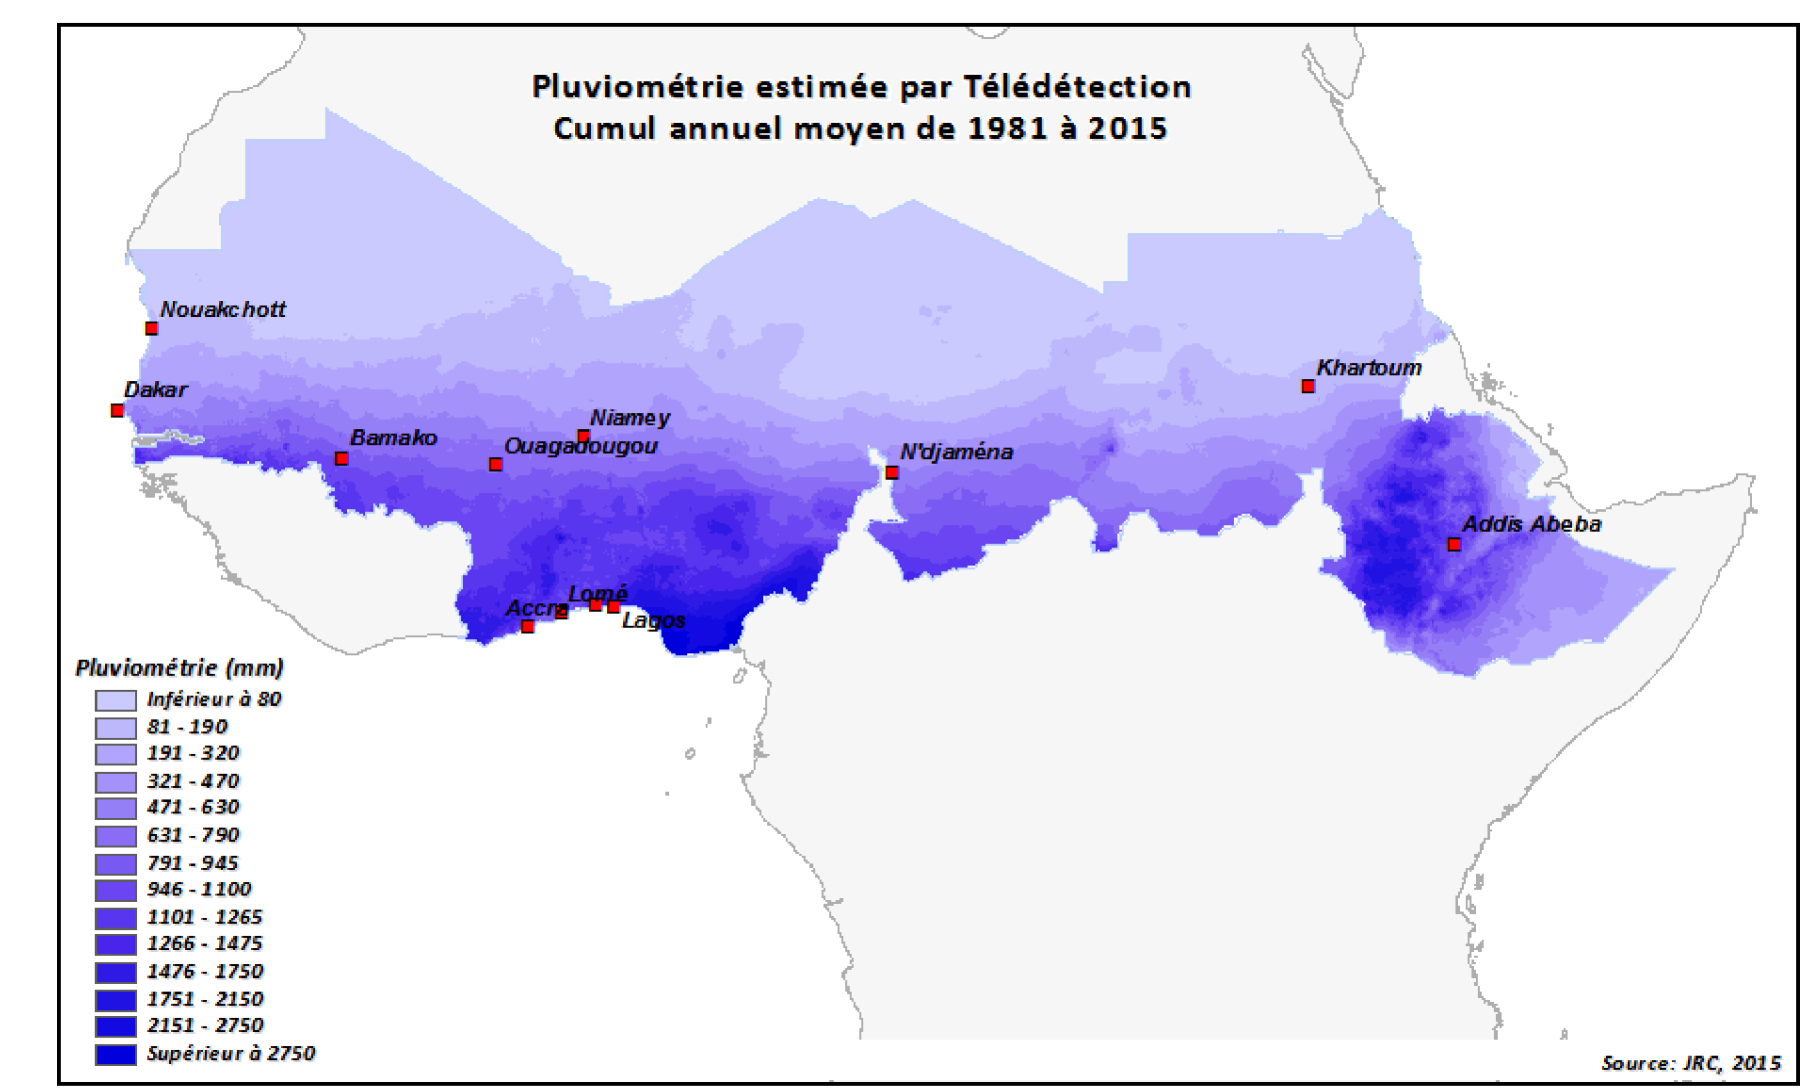 Pluviométrie estimée par Télédétection
Cumul annuel moyen de 1981 à 2015
Nouakchott
Khartoum
Dakar
Niamey
Bamako
Ouagadougou
N'djaména
Addis Abeba
Lomé
Accra
Lagos
Pluviométrie (mm)
Inférieur à 80
81 - 190
191 - 320
321 - 470
471 - 630
631 - 790
791 - 945
946 - 1100
1101 - 1265
1266 - 1475
1476 - 1750
1751 - 2150
2151 - 2750
Supérieur à 2750
Source: JRC, 2015